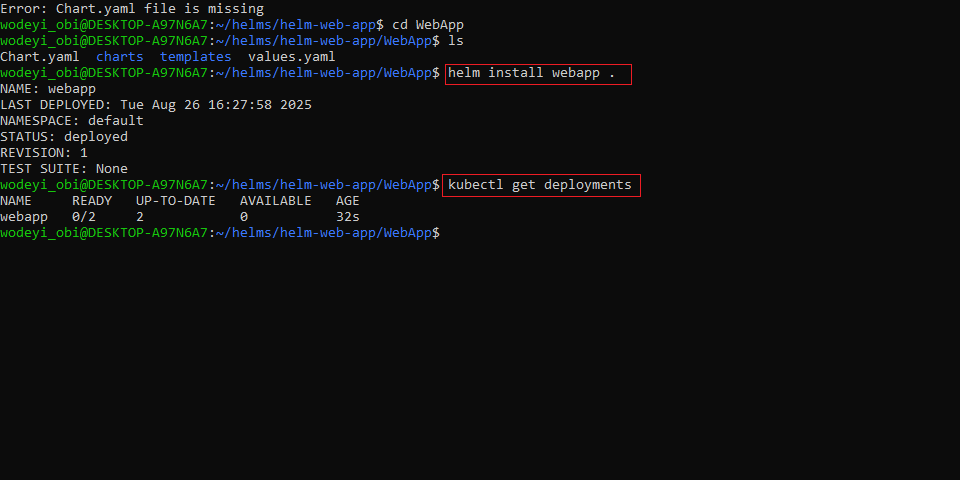 Error: Chart.yaml file is missing
wodeyi_obi@DESKTOP-A97N6A7:~/helms/helm-web-app$ cd WebApp
wodeyi_obi@DESKTOP-A97N6A7:~/helms/helm-web-app/WebApp$ ls
Chart.yaml  charts  templates  values.yaml
wodeyi_obi@DESKTOP-A97N6A7:~/helms/helm-web-app/WebApp$ helm install webapp .
NAME: webapp
LAST DEPLOYED: Tue Aug 26 16:27:58 2025
NAMESPACE: default
STATUS: deployed
REVISION: 1
TEST SUITE: None
wodeyi_obi@DESKTOP-A97N6A7:~/helms/helm-web-app/WebApp$ kubectl get deployments
NAME     READY   UP-TO-DATE   AVAILABLE   AGE
webapp   0/2     2            0           32s
wodeyi_obi@DESKTOP-A97N6A7:~/helms/helm-web-app/WebApp$